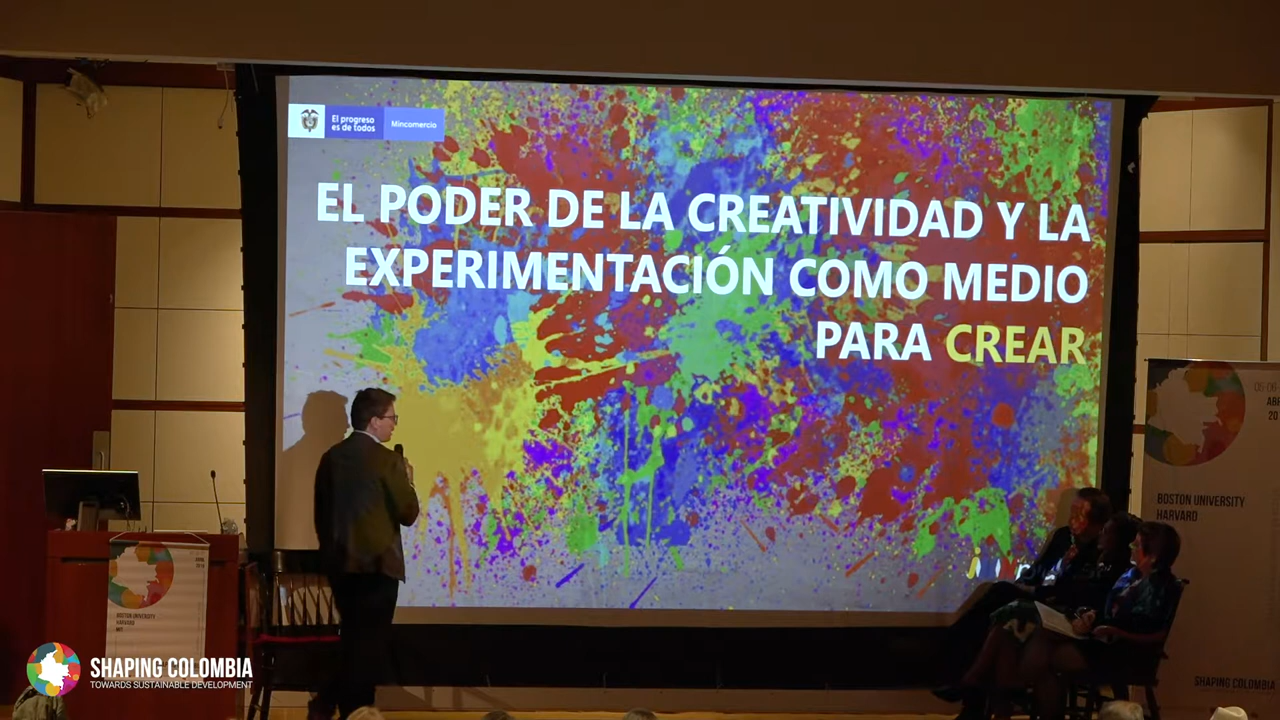 El progreso
es de todos
Mincomercio
EL PODER DE LA CREATIVIDAD Y LA
EXPERIMENTACIÓN COMO MEDIO
PARA CREAR
BOSTON UNIVERSITY
HARVARD
BOSTON UNIVERSITY
HARVARD
MIT
SHAPING COLOMBIA
SHAPING COLOMBIA
TOWARDS SUSTAINABLE DEVELOPMENT